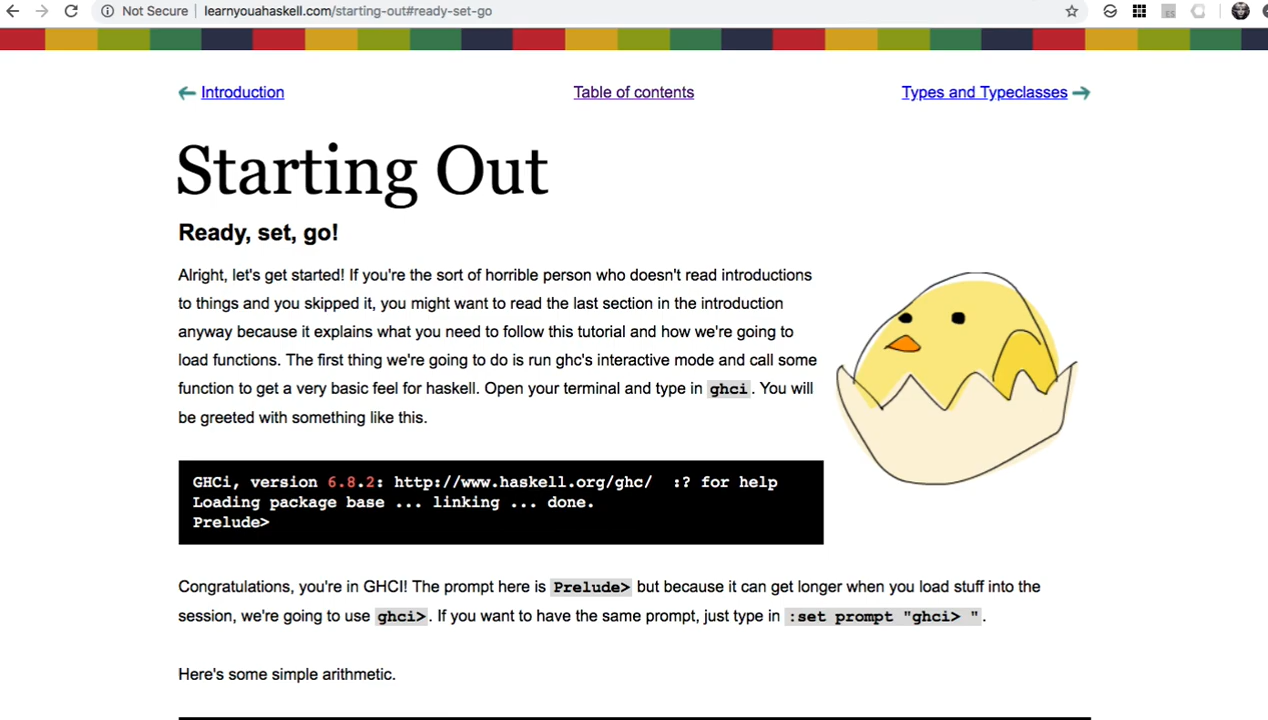 Not Secure learnyouahaskell.com/starting-out#ready-set-go
Introduction Table of contents Types and Typeclasses
Starting Out
Ready, set, go!
Alright, let's get started! If you're the sort of horrible person who doesn't read introductions
to things and you skipped it, you might want to read the last section in the introduction
anyway because it explains what you need to follow this tutorial and how we're going to
load functions. The first thing we're going to do is run ghc's interactive mode and call some
function to get a very basic feel for haskell. Open your terminal and type in ghci. You will
be greeted with something like this.
GHCi, version 6.8.2: http://www.haskell.org/ghc/  :? for help
Loading package base ... linking ... done.
Prelude>
Congratulations, you're in GHCI! The prompt here is Prelude> but because it can get longer when you load stuff into the
session, we're going to use ghci>. If you want to have the same prompt, just type in :set prompt "ghci> ".
Here's some simple arithmetic.